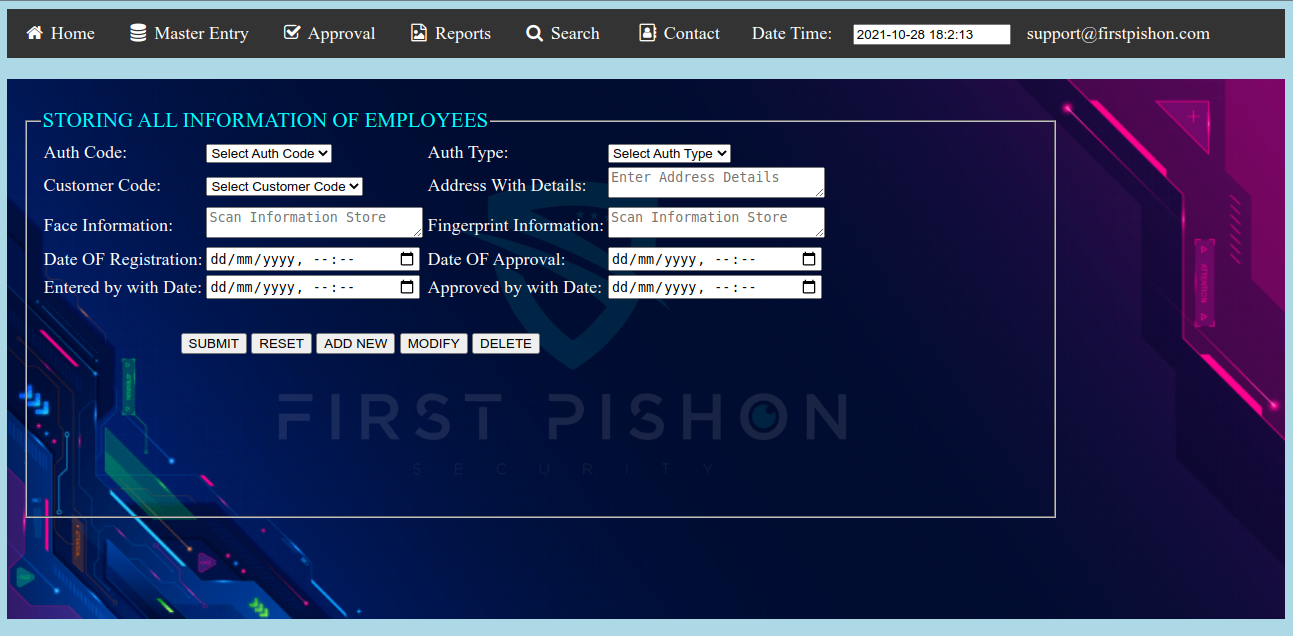 Home Master Entry Approval Reports Search Contact Date Time: 2021-10-28 18:2:13 support@firstpishon.com
STORING ALL INFORMATION OF EMPLOYEES
Auth Code: Select Auth Code Auth Type: Select Auth Type
Customer Code: Select Customer Code Address With Details: Enter Address Details
Face Information: Scan Information Store Fingerprint Information: Scan Information Store
Date OF Registration: dd/mm/yyyy, --:-- Date OF Approval: dd/mm/yyyy, --:--
Entered by with Date: dd/mm/yyyy, --:-- Approved by with Date: dd/mm/yyyy, --:--
SUBMIT RESET ADD NEW MODIFY DELETE
FIRST PISHON
SECURITY
ATTENTION